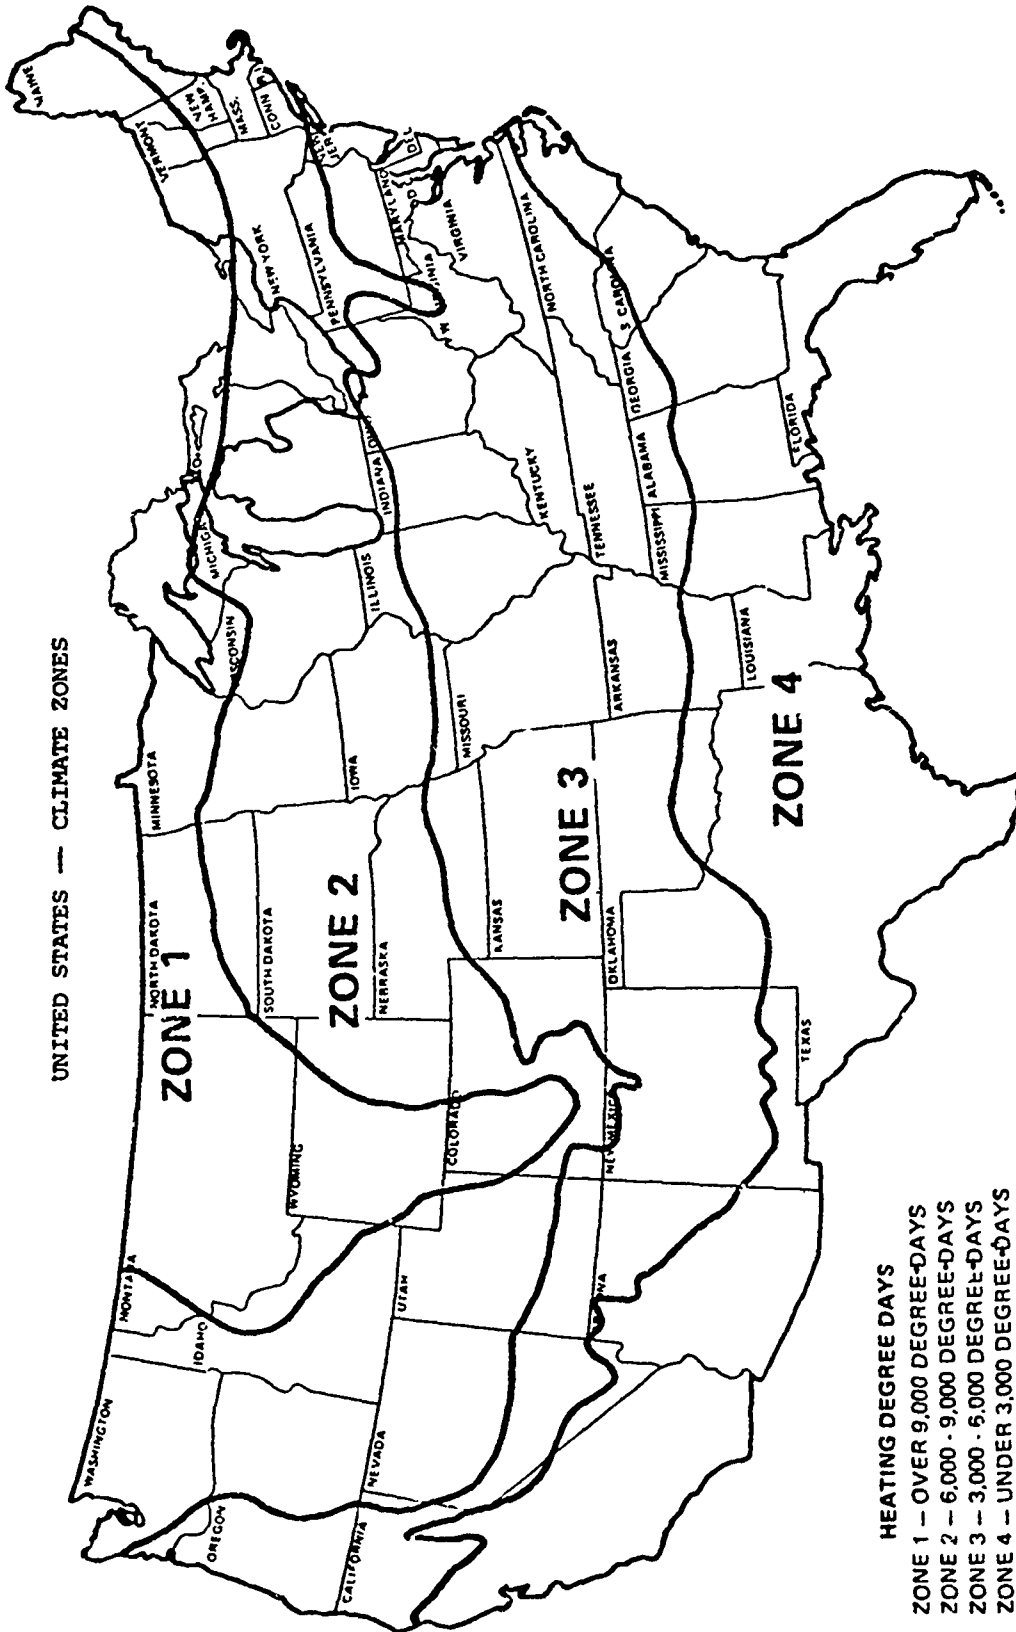 UNITED STATES — CLIMATE ZONES
WASHINGTON
MONTANA
NORTH DAKOTA
MINNESOTA
ZONE 1
MAINE
VERMONT
NEW
HAMP.
MASS.
CONN
OREGON
IDAHO
WYOMING
SOUTH DAKOTA
WISCONSIN
MICHIGA
NEW YORK
PENNSYLVANIA
NEW
JER
ZONE 2
CALIFORNIA
NEVADA
UTAH
COLORADO
NEBRASKA
IOWA
ILLINOIS
INDIANA
MARYLAND
W
VIRGINIA
KANSAS
MISSOURI
KENTUCKY
ZONE 3
NEW MEXICO
OKLAHOMA
ARKANSAS
TENNESSEE
NORTH CAROLINA
MISSISSIPPI
ALABAMA
GEORGIA
S CAROLINA
TEXAS
LOUISIANA
FLORIDA
ZONE 4
HEATING DEGREE DAYS
ZONE 1 – OVER 9,000 DEGREE-DAYS
ZONE 2 – 6,000 - 9,000 DEGREE-DAYS
ZONE 3 – 3,000 - 6,000 DEGREE-DAYS
ZONE 4 – UNDER 3,000 DEGREE-DAYS